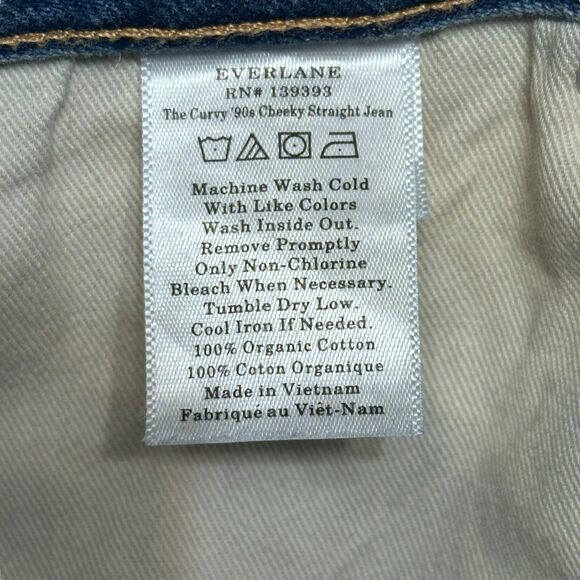 EVERLANE
RN# 139393
The Curvy '90s Cheeky Straight Jean
Machine Wash Cold
With Like Colors
Wash Inside Out.
Remove Promptly
Only Non-Chlorine
Bleach When Necessary.
Tumble Dry Low.
Cool Iron If Needed.
100% Organic Cotton
100% Coton Organique
Made in Vietnam
Fabrique au Viêt-Nam